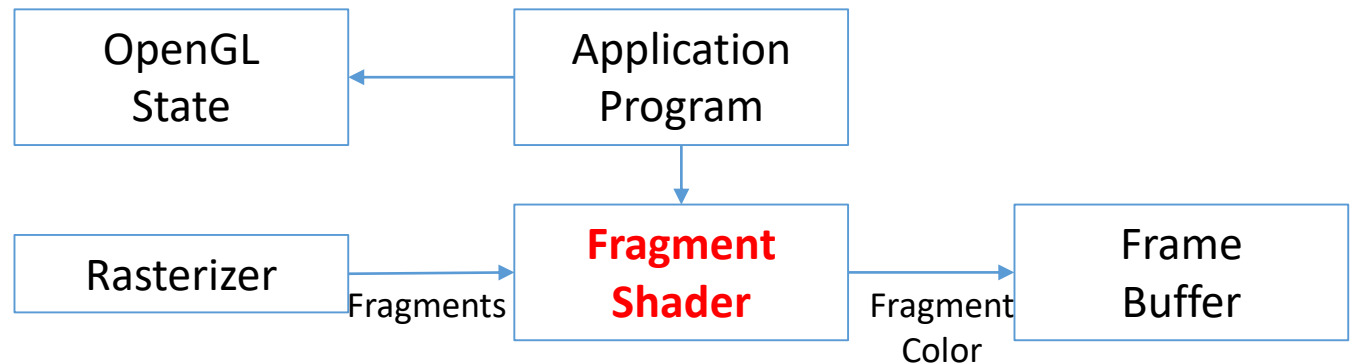 OpenGL
State
Application
Program
Rasterizer
Fragments
Fragment
Shader
Fragment
Color
Frame
Buffer